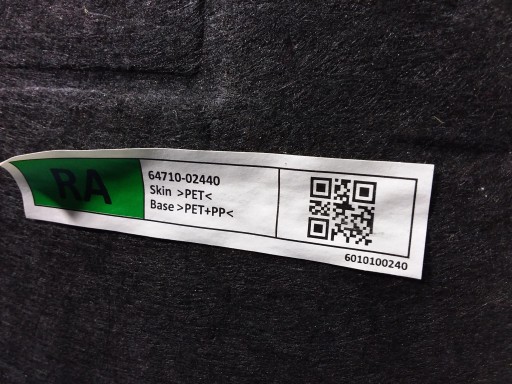 RA
64710-02440
Skin >PET<
Base >PET+PP<
6010100240